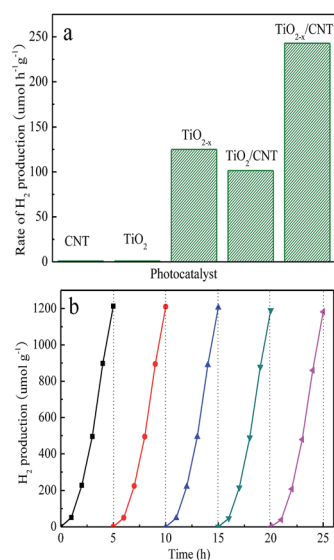 a
Rate of H2 production (umol h-1g-1)
250
200
150
100
50
0
CNT
TiO2
TiO2-x
TiO2/CNT
TiO2-x/CNT
Photocatalyst
b
H2 production (umol g-1)
1200
1000
800
600
400
200
0
0 5 10 15 20 25
Time (h)